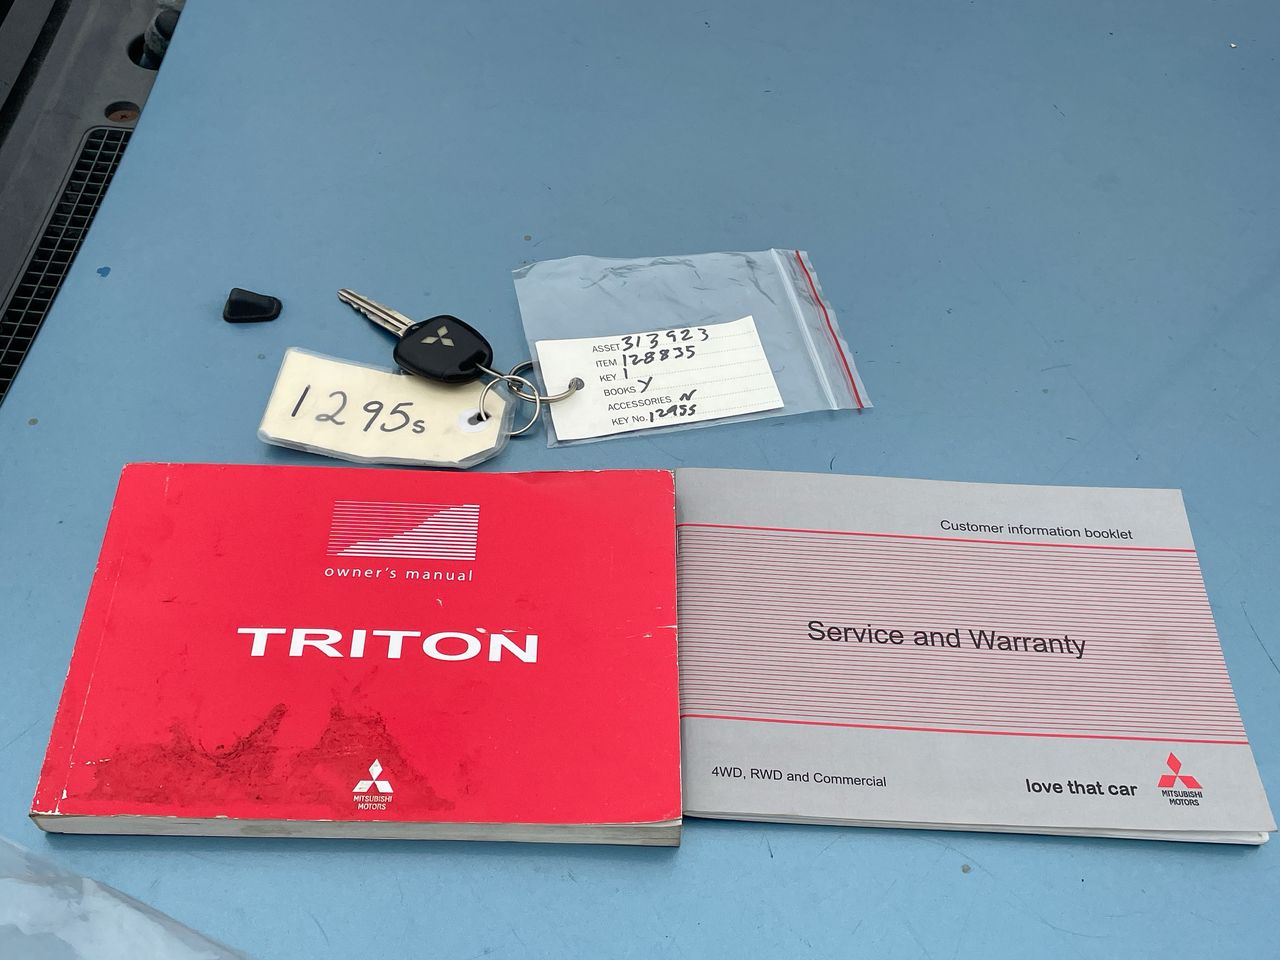 ASSET 313923
ITEM 128835
KEY 1
BOOKS Y
ACCESSORIES N
KEY No. 1295S
1295s
owner's manual
TRITON
MITSUBISHI
MOTORS
Customer information booklet
Service and Warranty
4WD, RWD and Commercial
love that car
MITSUBISHI
MOTORS